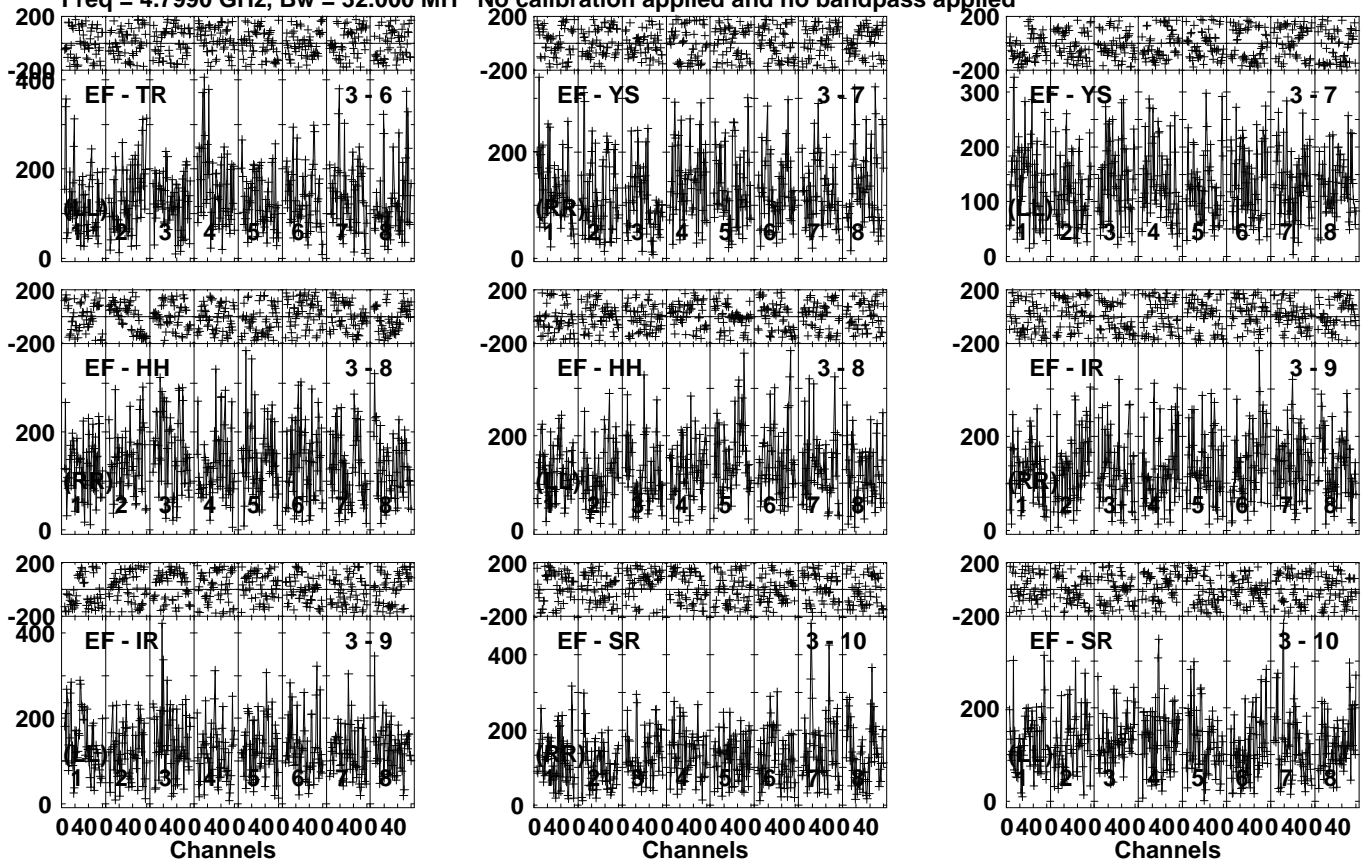 Freq = 4.7990 GHz, Bw = 32.000 MH No calibration applied and no bandpass applied
200 200 200
-200 -200 -200
400 EF - TR 3 - 6 EF - YS 3 - 7 300 EF - YS 3 - 7
200 200 200
100
(LL) (RR) (LL)
1 2 3 4 5 6 7 8 1 2 3 4 5 6 7 8 1 2 3 4 5 6 7 8
0 0 0
200 200 200
-200 -200 -200
EF - HH 3 - 8 EF - HH 3 - 8 EF - IR 3 - 9
200 200 200
(RR) (LL) (RR)
1 2 3 4 5 6 7 8 1 2 3 4 5 6 7 8 1 2 3 4 5 6 7 8
0 0 0
200 200 200
-200 -200 -200
400 EF - IR 3 - 9 400 EF - SR 3 - 10 EF - SR 3 - 10
200 200 200
(LL) (RR) (LL)
1 2 3 4 5 6 7 8 1 2 3 4 5 6 7 8 1 2 3 4 5 6 7 8
0 0 0
0 40 0 40 0 40 0 40 0 40 0 40 0 40 0 40 0 40 0 40 0 40 0 40 0 40 0 40 0 40 0 40 0 40 0 40 0 40 0 40 0 40 0 40 0 40 0 40
Channels Channels Channels